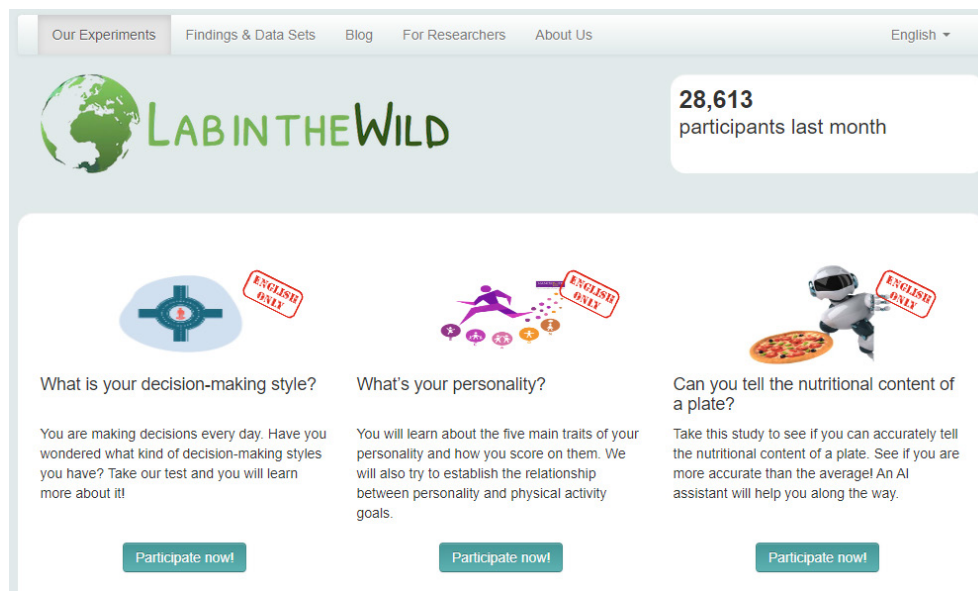 Our Experiments Findings & Data Sets Blog For Researchers About Us English
LABINTHEWILD
28,613
participants last month
ENGLISH
ONLY
ENGLISH
ONLY
ENGLISH
ONLY
What is your decision-making style?
You are making decisions every day. Have you
wondered what kind of decision-making styles
you have? Take our test and you will learn
more about it!
Participate now!
What's your personality?
You will learn about the five main traits of your
personality and how you score on them. We
will also try to establish the relationship
between personality and physical activity
goals.
Participate now!
Can you tell the nutritional content of
a plate?
Take this study to see if you can accurately tell
the nutritional content of a plate. See if you are
more accurate than the average! An AI
assistant will help you along the way.
Participate now!